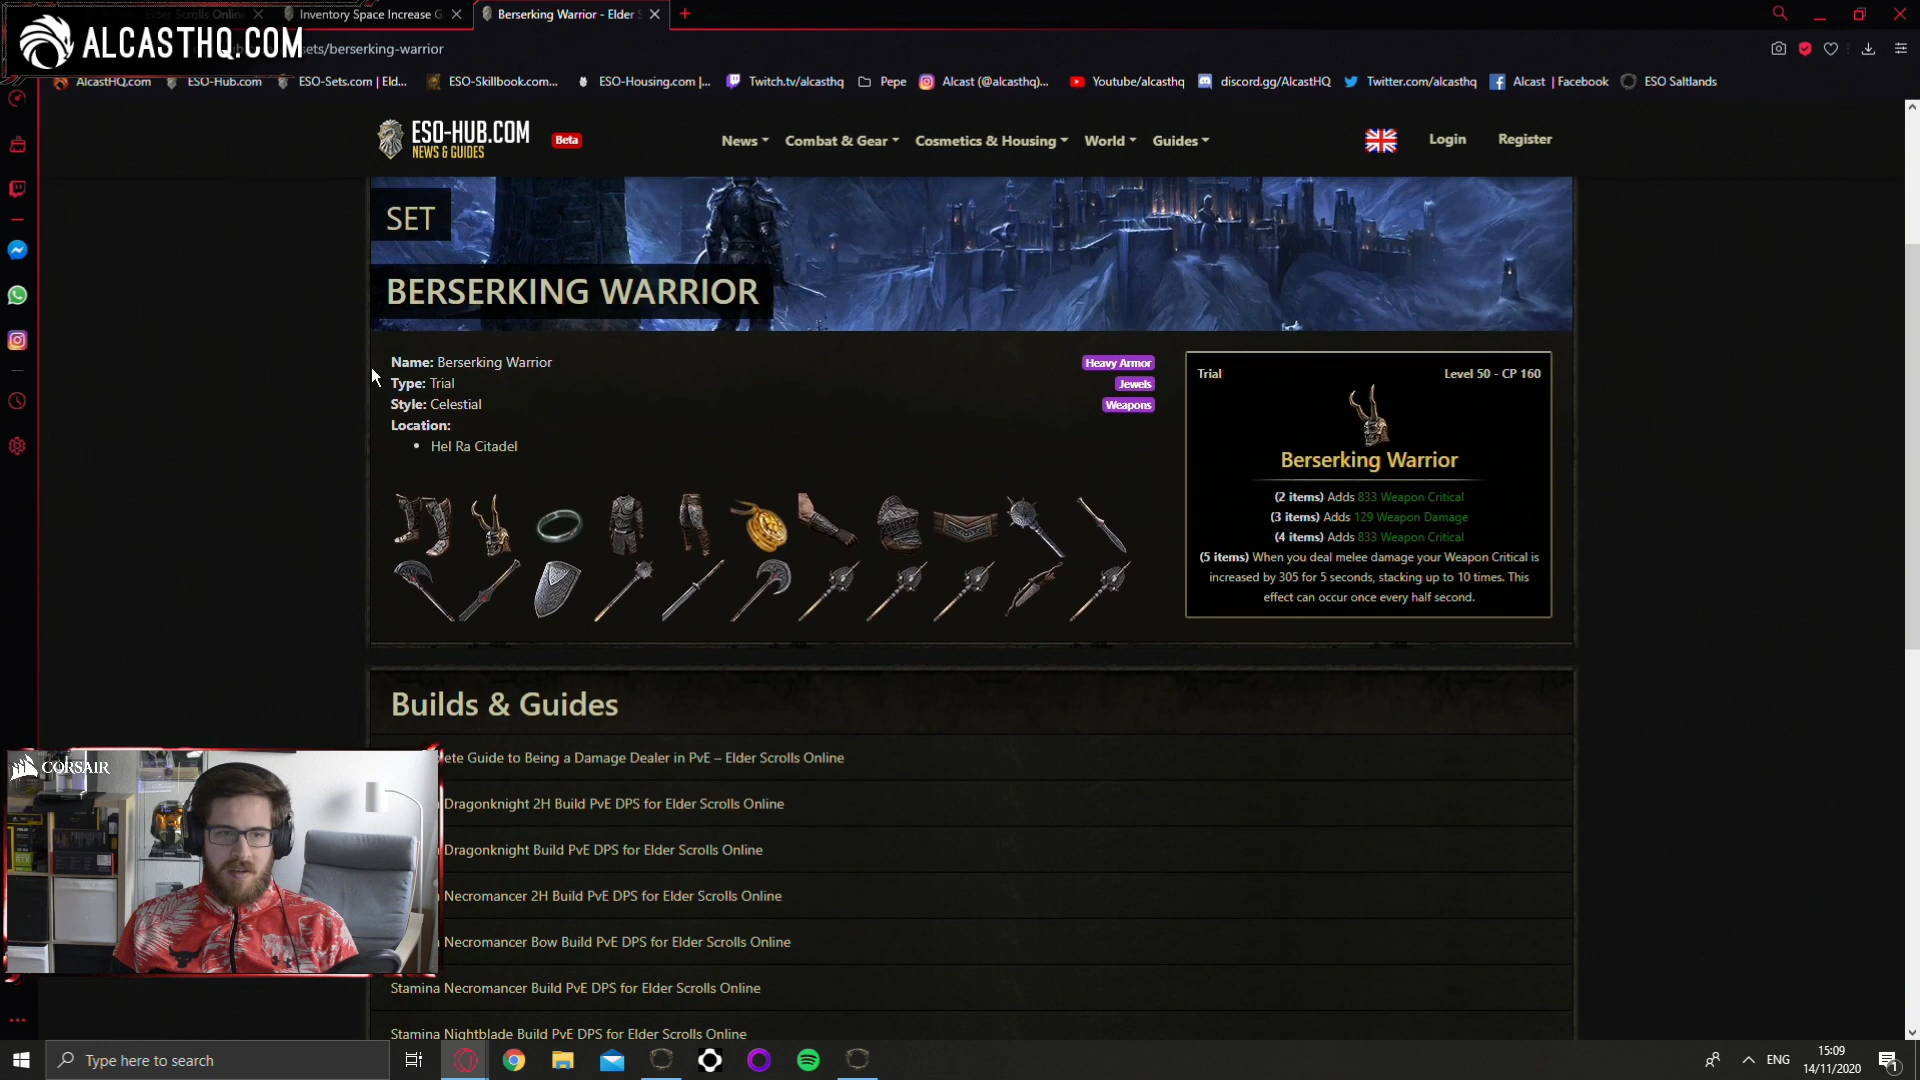 Inventory Space Increase G
Berserking Warrior - Elder S
ALCASTHQ.COM
ets/berserking-warrior
AlcastHQ.com
ESO-Hub.com
ESO-Sets.com | Eld...
ESO-Skillbook.com...
ESO-Housing.com |...
Twitch.tv/alcasthq
Pepe
Alcast (@alcasthq)...
Youtube/alcasthq
discord.gg/AlcastHQ
Twitter.com/alcasthq
Alcast | Facebook
ESO Saltlands
ESO-HUB.COM
NEWS & GUIDES
Beta
News
Combat & Gear
Cosmetics & Housing
World
Guides
Login
Register
SET
BERSERKING WARRIOR
Name: Berserking Warrior
Type: Trial
Style: Celestial
Location:
• Hel Ra Citadel
Heavy Armor
Jewels
Weapons
Trial
Level 50 - CP 160
Berserking Warrior
(2 items) Adds 833 Weapon Critical
(3 items) Adds 129 Weapon Damage
(4 items) Adds 833 Weapon Critical
(5 items) When you deal melee damage your Weapon Critical is
increased by 305 for 5 seconds, stacking up to 10 times. This
effect can occur once every half second.
Builds & Guides
ete Guide to Being a Damage Dealer in PvE – Elder Scrolls Online
Dragonknight 2H Build PvE DPS for Elder Scrolls Online
Dragonknight Build PvE DPS for Elder Scrolls Online
Necromancer 2H Build PvE DPS for Elder Scrolls Online
Necromancer Bow Build PvE DPS for Elder Scrolls Online
Stamina Necromancer Build PvE DPS for Elder Scrolls Online
Stamina Nightblade Build PvE DPS for Elder Scrolls Online
CORSAIR
Type here to search
ENG
15:09
14/11/2020
1